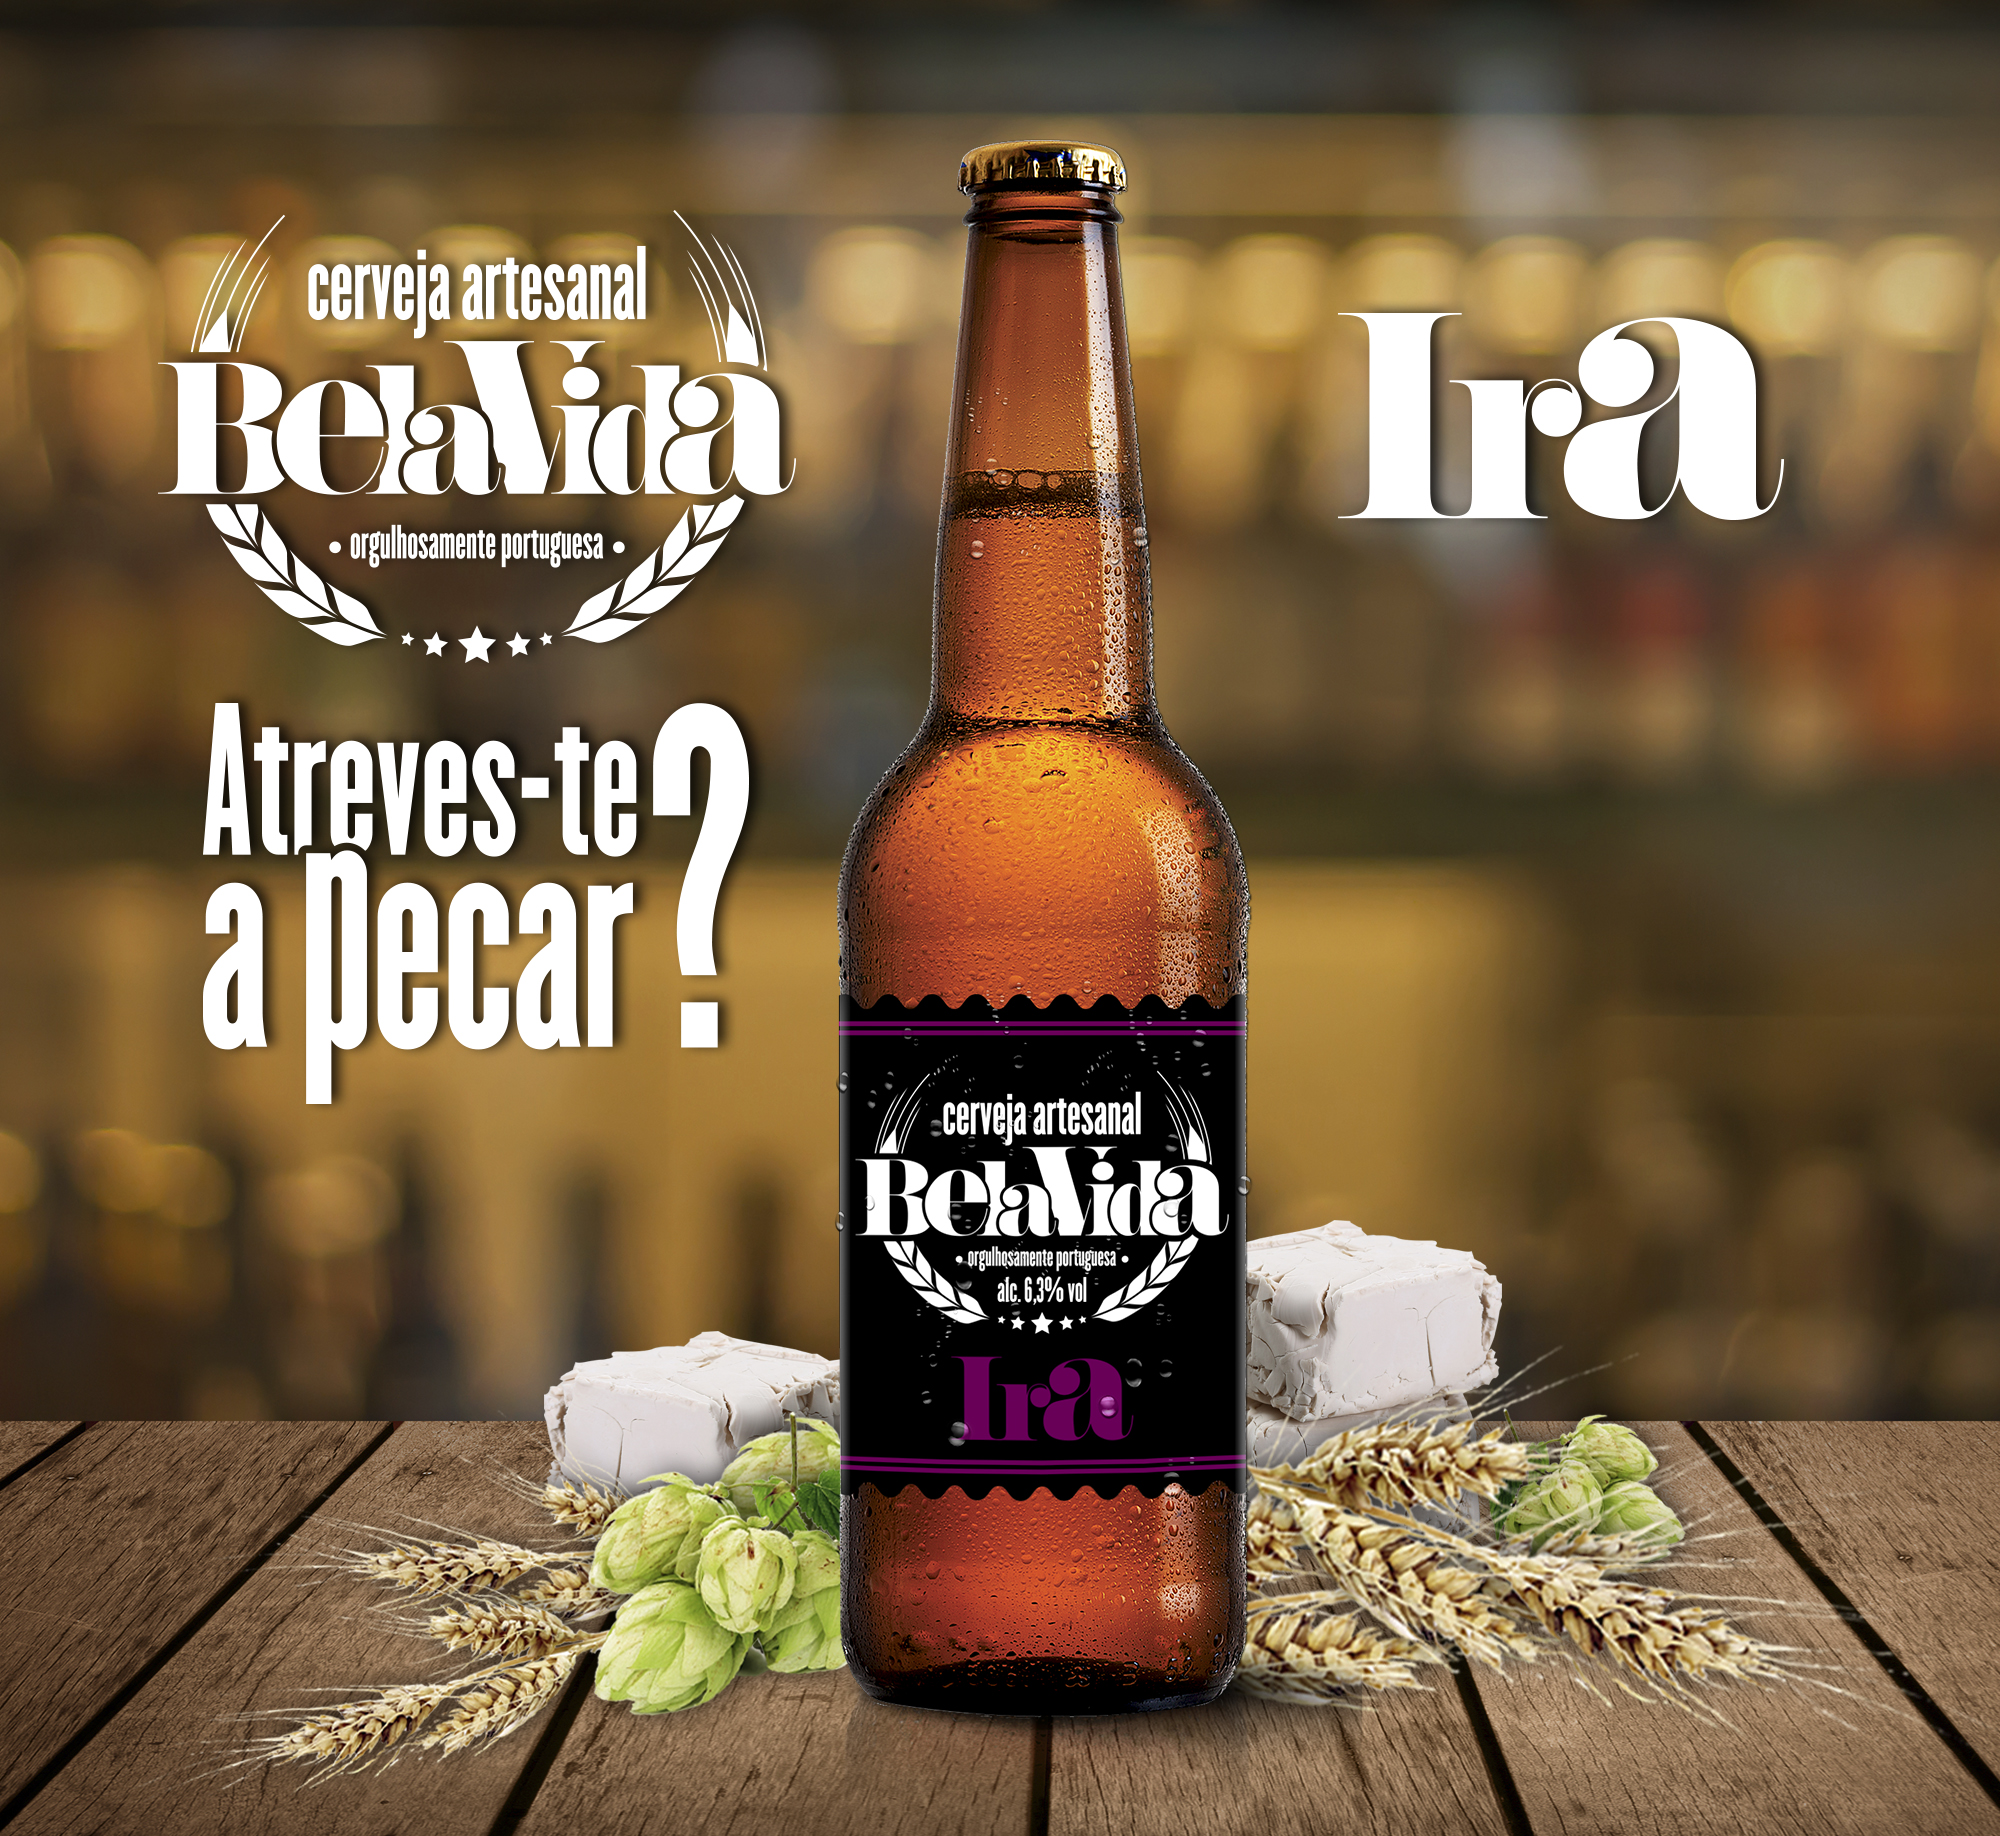 cerveja artesanal
BelaVida
• orgulhosamente portuguesa •
Atreves-te
a pecar?
Ira
cerveja artesanal
BelaVida
• orgulhosamente portuguesa •
alc. 6,3% vol
Ira